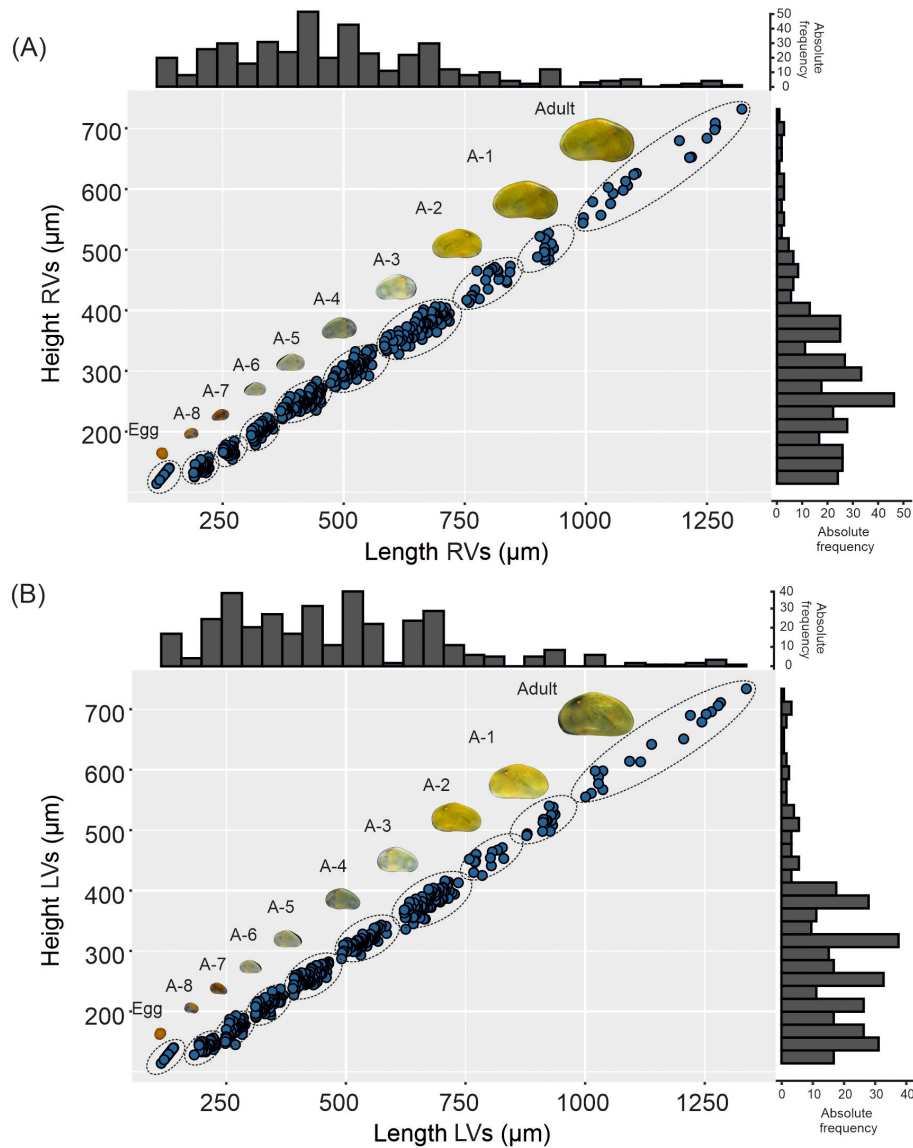 (A)
50
40
30
20
10
0
Absolute
frequency
Adult
A-1
A-2
A-3
A-4
A-5
A-6
A-7
A-8
Egg
700
600
500
400
300
200
Height RVs (µm)
250
500
750
1000
1250
Length RVs (µm)
0
10
20
30
40
50
Absolute
frequency
(B)
40
30
20
10
0
Absolute
frequency
Adult
A-1
A-2
A-3
A-4
A-5
A-6
A-7
A-8
Egg
700
600
500
400
300
200
Height LVs (µm)
250
500
750
1000
1250
Length LVs (µm)
0
10
20
30
40
Absolute
frequency